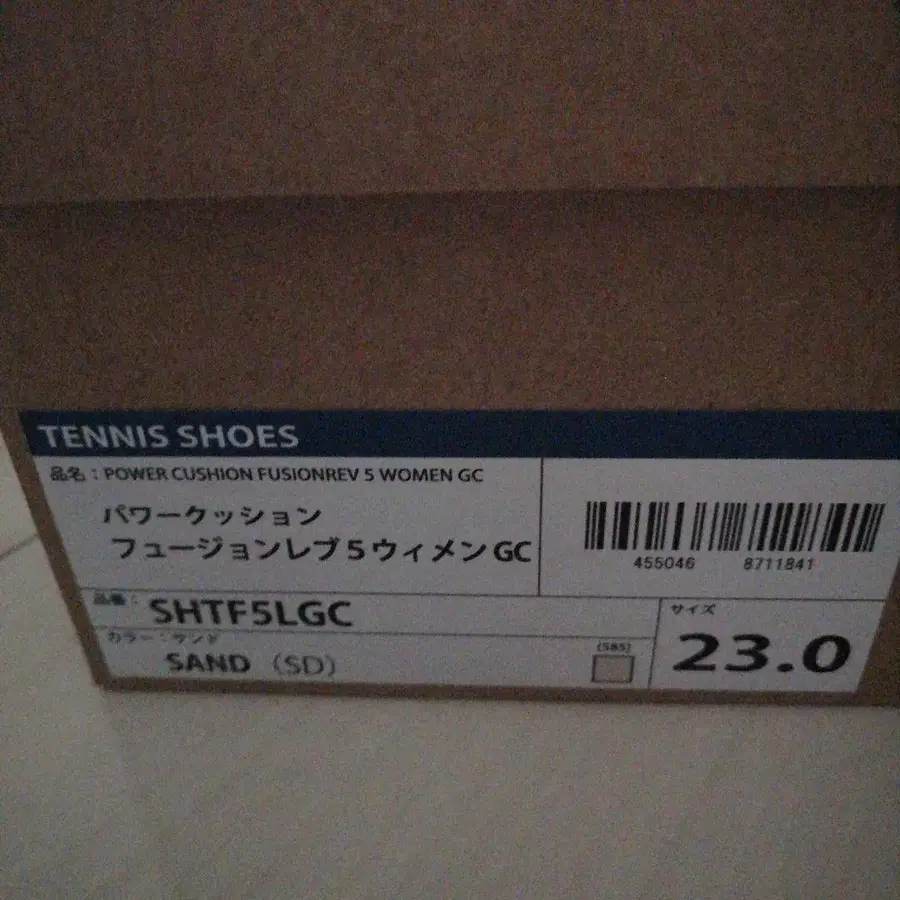 TENNIS SHOES
品名：POWER CUSHION FUSIONREV 5 WOMEN GC
パワークッション
フュージョンレブ5ウィメンGC
455046 8711841
品番：
SHTF5LGC
サイズ
23.0
カラー：サンド
SAND（SD）
(585)